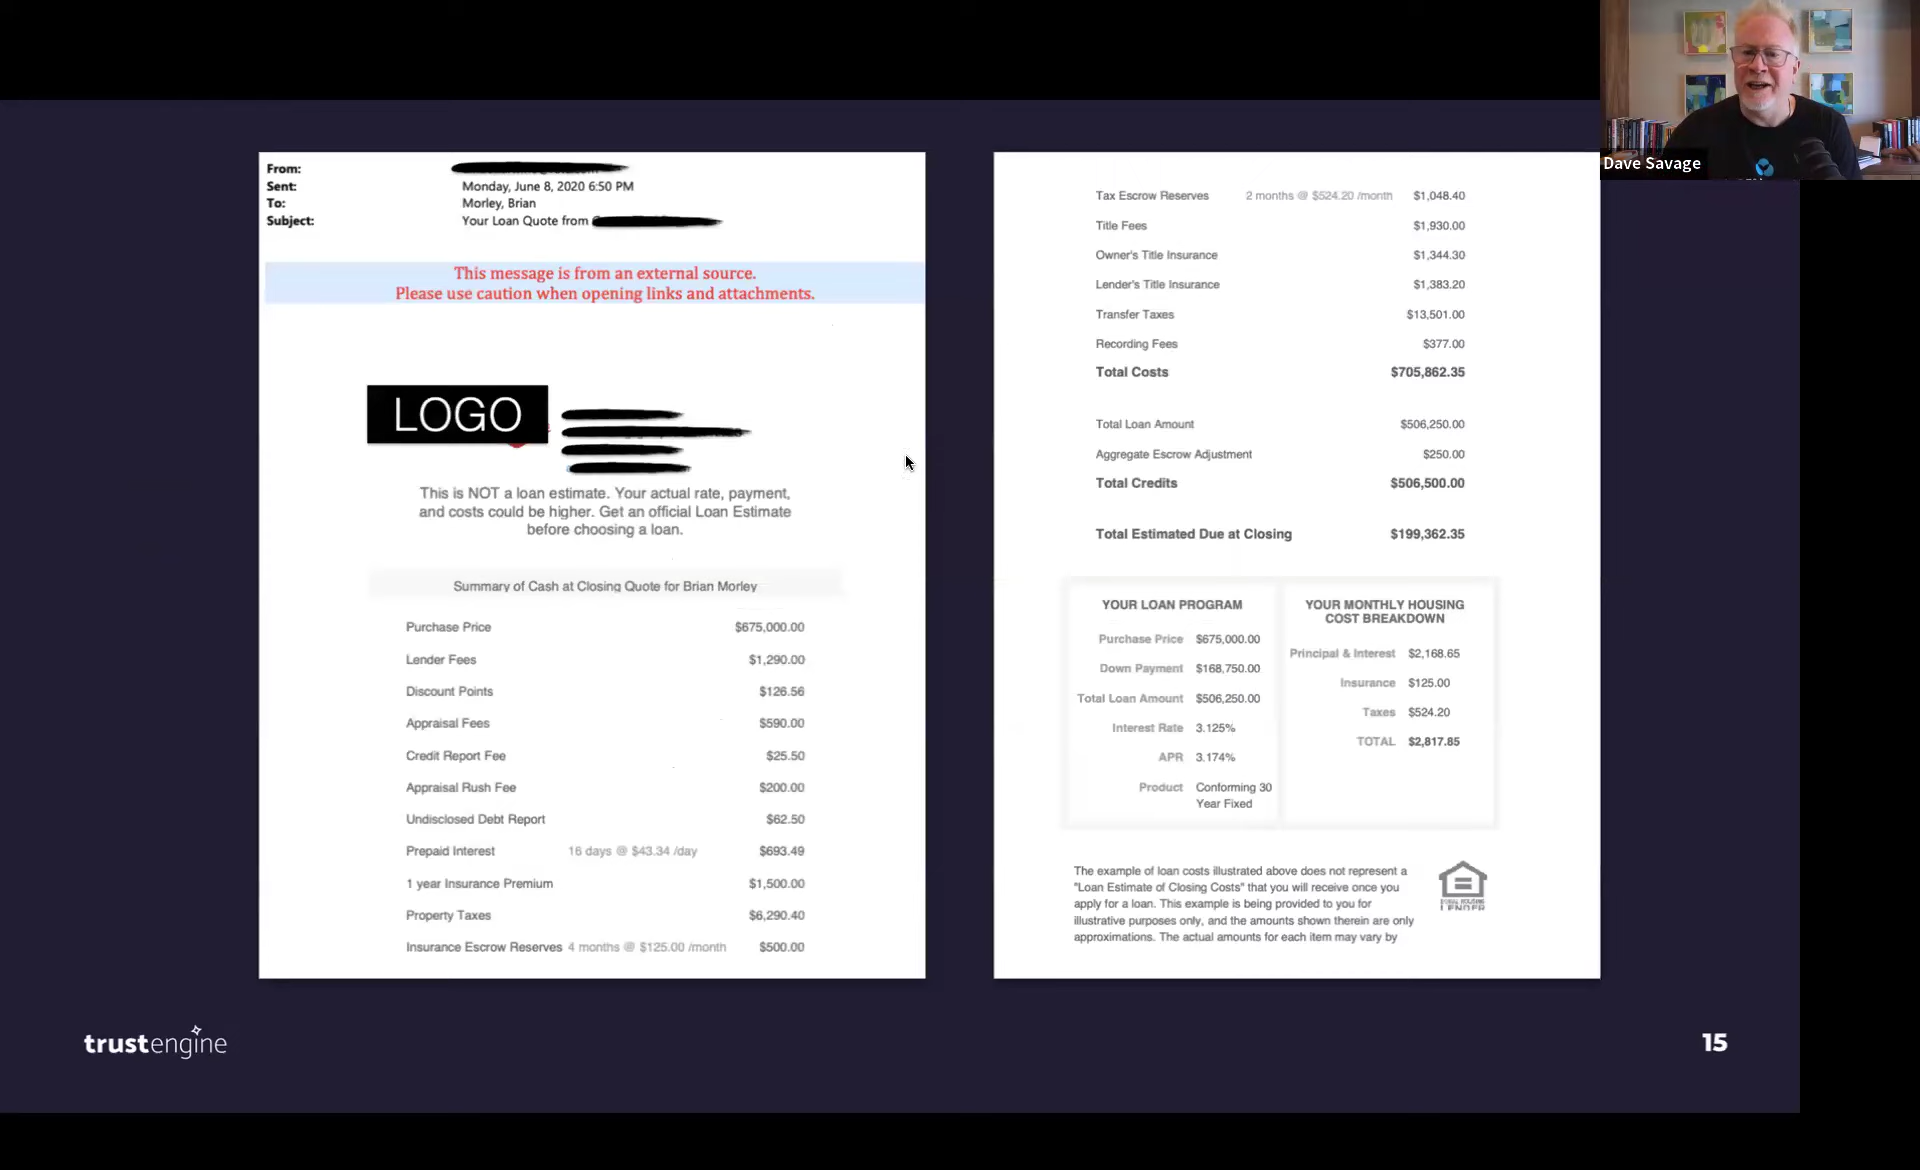 Dave Savage
From:
Sent: Monday, June 8, 2020 6:50 PM
To: Morley, Brian
Subject: Your Loan Quote from
This message is from an external source.
Please use caution when opening links and attachments.
LOGO
This is NOT a loan estimate. Your actual rate, payment,
and costs could be higher. Get an official Loan Estimate
before choosing a loan.
Summary of Cash at Closing Quote for Brian Morley
Purchase Price $675,000.00
Lender Fees $1,290.00
Discount Points $126.56
Appraisal Fees $590.00
Credit Report Fee $25.50
Appraisal Rush Fee $200.00
Undisclosed Debt Report $62.50
Prepaid Interest 16 days @ $43.34 /day $693.49
1 year Insurance Premium $1,500.00
Property Taxes $6,290.40
Insurance Escrow Reserves 4 months @ $125.00 /month $500.00
Tax Escrow Reserves 2 months @ $524.20 /month $1,048.40
Title Fees $1,930.00
Owner's Title Insurance $1,344.30
Lender's Title Insurance $1,383.20
Transfer Taxes $13,501.00
Recording Fees $377.00
Total Costs $705,862.35
Total Loan Amount $506,250.00
Aggregate Escrow Adjustment $250.00
Total Credits $506,500.00
Total Estimated Due at Closing $199,362.35
YOUR LOAN PROGRAM
Purchase Price $675,000.00
Down Payment $168,750.00
Total Loan Amount $506,250.00
Interest Rate 3.125%
APR 3.174%
Product Conforming 30
Year Fixed
YOUR MONTHLY HOUSING
COST BREAKDOWN
Principal & Interest $2,168.65
Insurance $125.00
Taxes $524.20
TOTAL $2,817.85
The example of loan costs illustrated above does not represent a
"Loan Estimate of Closing Costs" that you will receive once you
apply for a loan. This example is being provided to you for
illustrative purposes only, and the amounts shown therein are only
approximations. The actual amounts for each item may vary by
EQUAL HOUSING
LENDER
trustengine
15